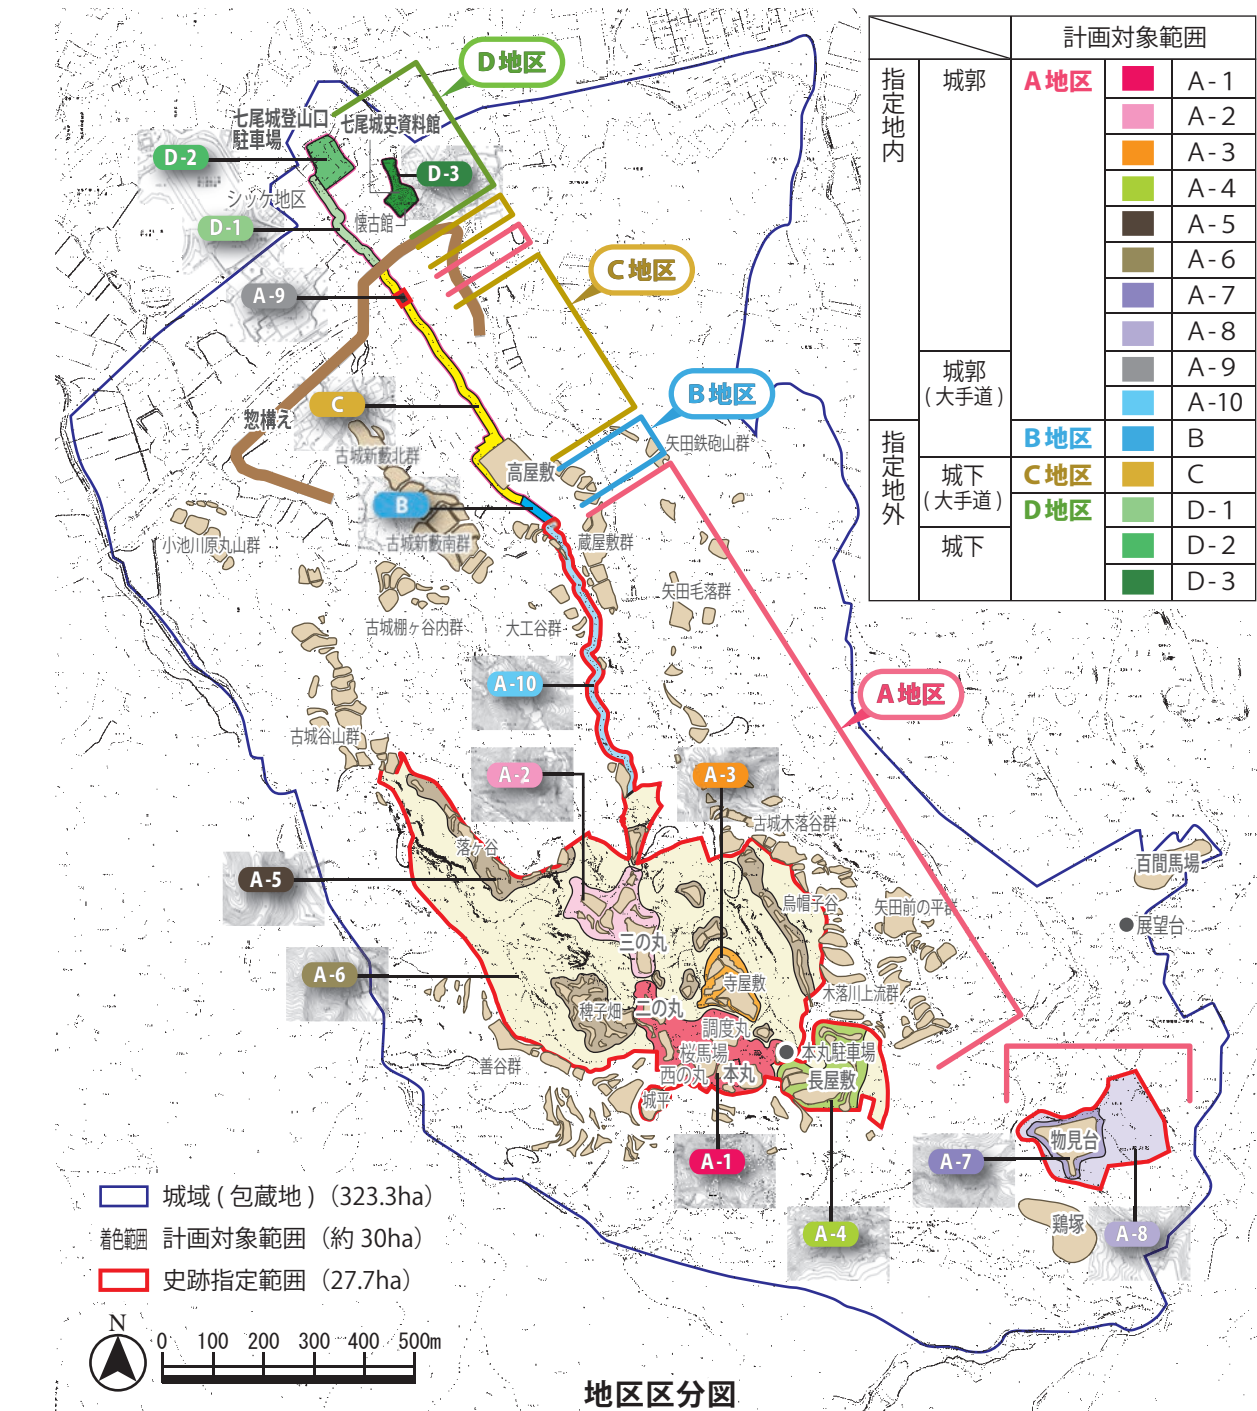 計画対象範囲
指定地内
城郭
A地区
A-1
A-2
A-3
A-4
A-5
A-6
A-7
A-8
城郭
(大手道)
A-9
A-10
指定地外
B地区
B
城下
(大手道)
C地区
C
D地区
D-1
城下
D-2
D-3
D地区
七尾城登山口
駐車場
七尾城史資料館
D-2
D-3
シッケ地区
懐古館
D-1
C地区
A-9
B地区
C
惣構え
古城新藪北群
矢田鉄砲山群
高屋敷
B
古城新藪南群
小池川原丸山群
蔵屋敷群
矢田毛落群
古城棚ヶ谷内群
大工谷群
A-10
A地区
古城谷山群
A-2
A-3
古城木落谷群
落ケ谷
百間馬場
A-5
烏帽子谷
矢田前の平群
展望台
三の丸
A-6
寺屋敷
木落川上流群
稗子畑
二の丸
調度丸
桜馬場
本丸駐車場
善谷群
西の丸
本丸
長屋敷
城平
物見台
A-1
A-7
鶏塚
A-4
A-8
城域(包蔵地)(323.3ha)
着色範囲
計画対象範囲(約30ha)
史跡指定範囲(27.7ha)
N
0 100 200 300 400 500m
地区区分図